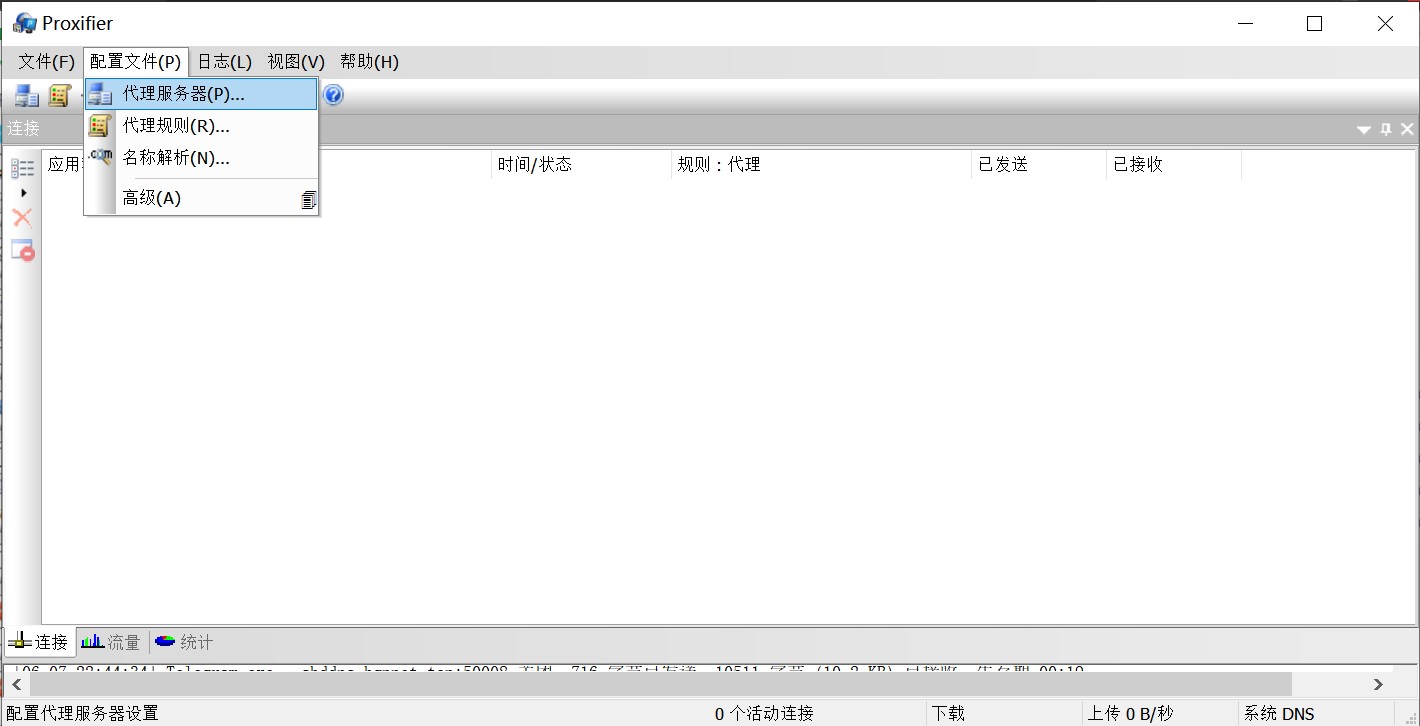 Proxifier
文件(F) 配置文件(P) 日志(L) 视图(V) 帮助(H)
代理服务器(P)...
连接
代理规则(R)...
名称解析(N)...
高级(A)
应用 时间/状态 规则：代理 已发送 已接收
连接 流量 统计
配置代理服务器设置 0 个活动连接 下载 上传 0 B/秒 系统 DNS